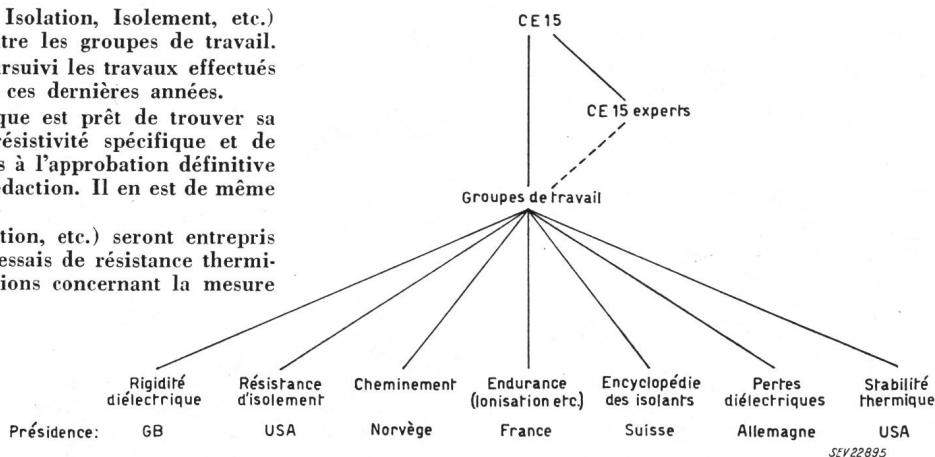 Isolation, Isolement, etc.)
tre les groupes de travail.
rsuivi les travaux effectués
ces dernières années.
que est prêt de trouver sa
résistivité spécifique et de
s à l'approbation définitive
édaction. Il en est de même
tion, etc.) seront entrepris
essais de résistance thermi-
tions concernant la mesure
CE 15
CE 15 experts
Groupes de travail
Rigidité diélectrique
Résistance d'isolement
Cheminement
Endurance (Ionisation etc.)
Encyclopédie des isolants
Pertes diélectriques
Stabilité thermique
Présidence: GB USA Norvège France Suisse Allemagne USA
SEV22895